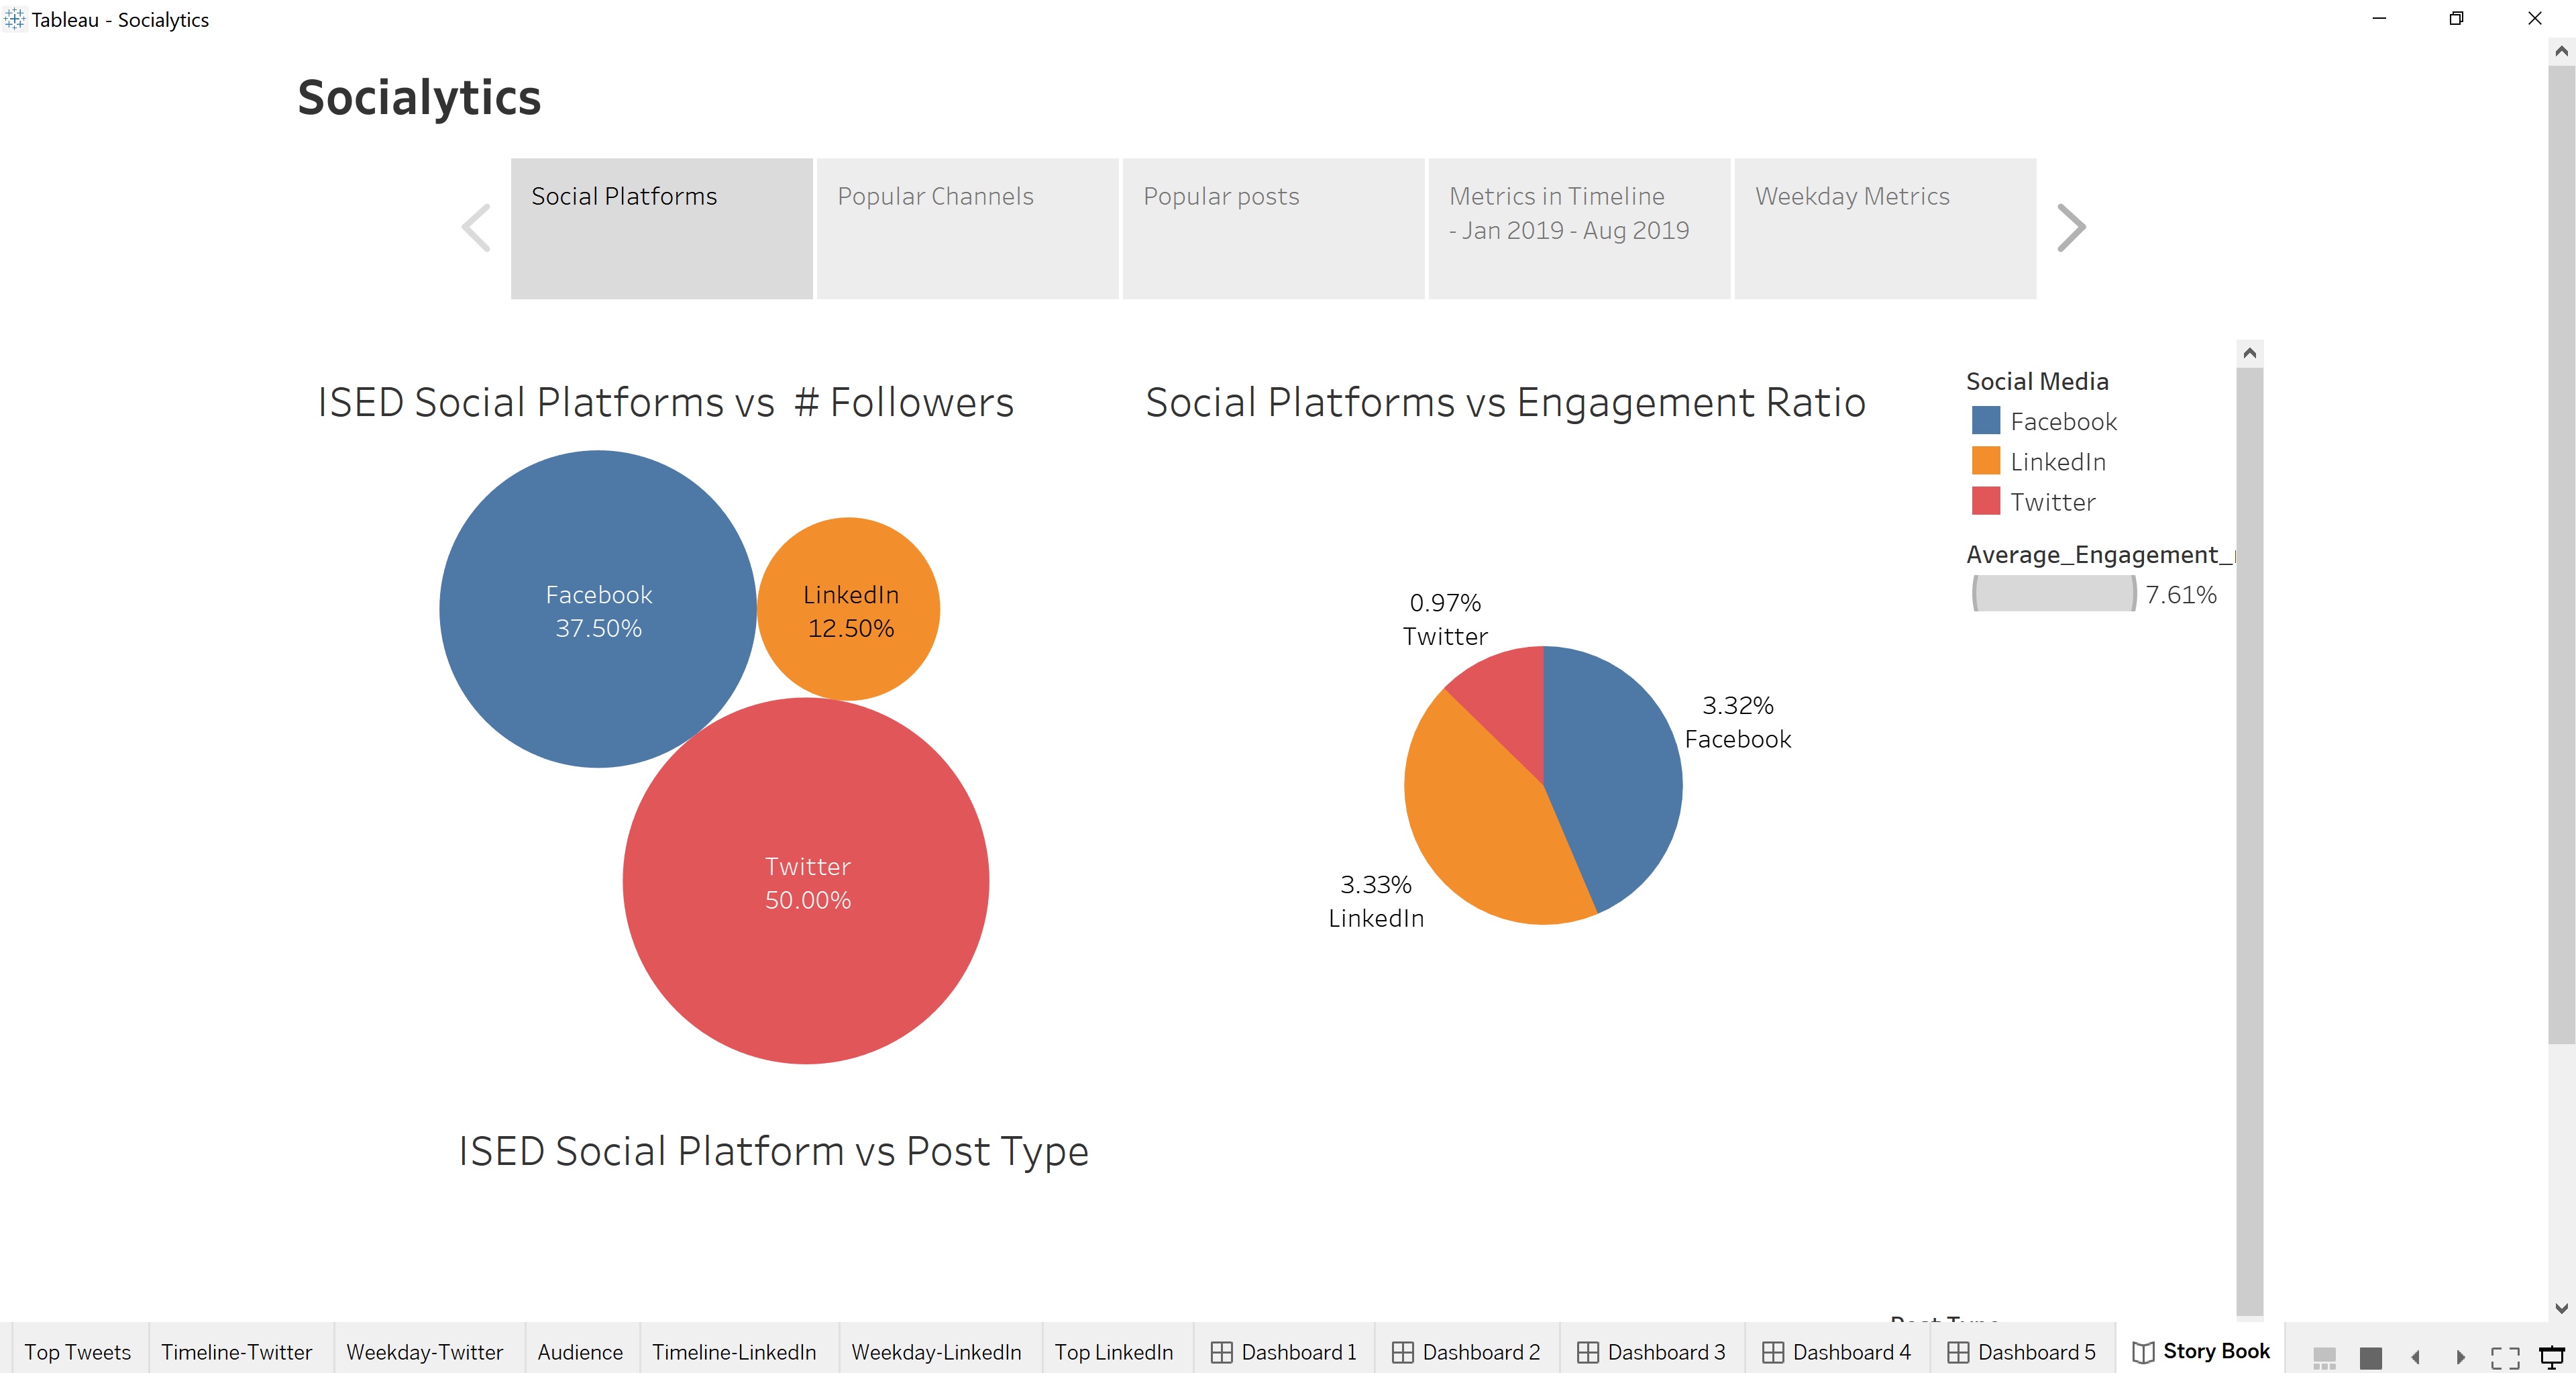 Tableau - Socialytics
Socialytics
Social Platforms
Popular Channels
Popular posts
Metrics in Timeline
- Jan 2019 - Aug 2019
Weekday Metrics
ISED Social Platforms vs # Followers
Social Platforms vs Engagement Ratio
Social Media
Facebook
LinkedIn
Twitter
Average_Engagement_
7.61%
Facebook
37.50%
LinkedIn
12.50%
Twitter
50.00%
0.97%
Twitter
3.32%
Facebook
3.33%
LinkedIn
ISED Social Platform vs Post Type
Top Tweets
Timeline-Twitter
Weekday-Twitter
Audience
Timeline-LinkedIn
Weekday-LinkedIn
Top LinkedIn
Dashboard 1
Dashboard 2
Dashboard 3
Dashboard 4
Dashboard 5
Story Book